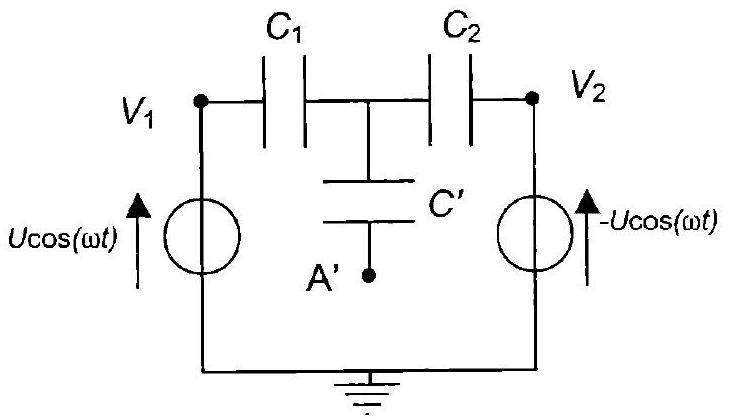 C₁
C₂
V₁
V₂
C'
Ucos(ωt)
-Ucos(ωt)
A'